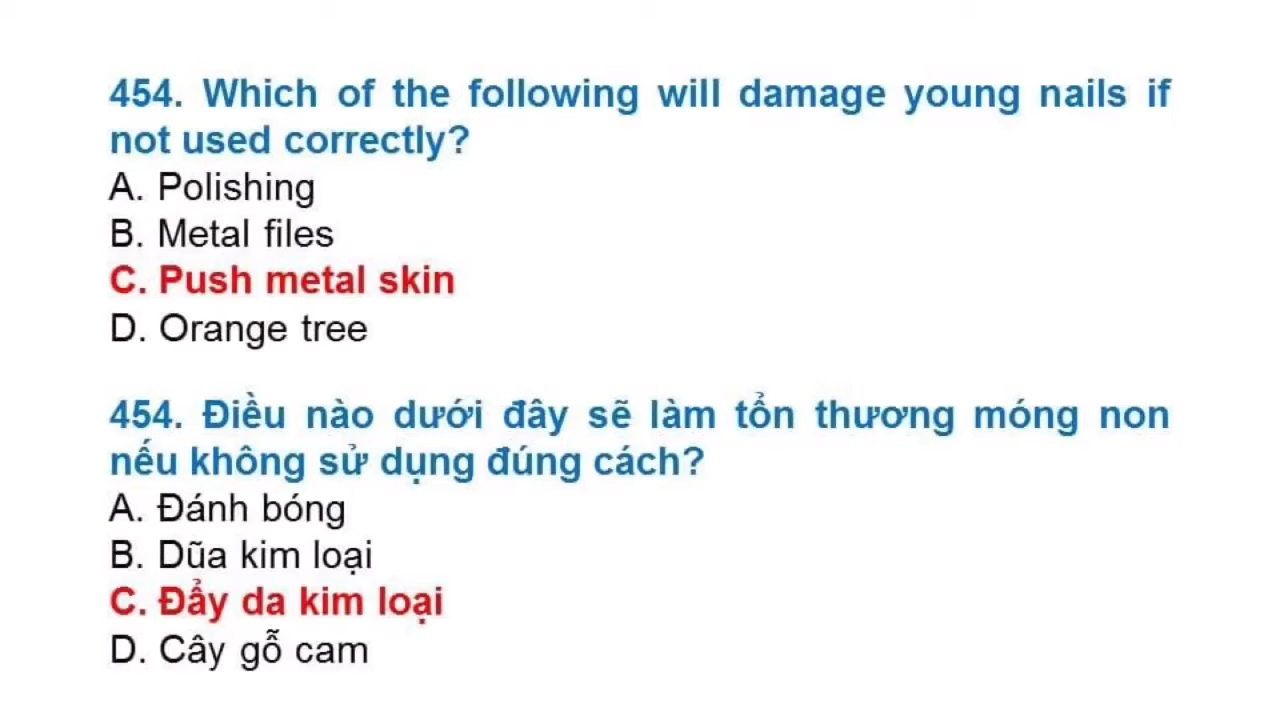 454. Which of the following will damage young nails if
not used correctly?
A. Polishing
B. Metal files
C. Push metal skin
D. Orange tree
454. Điều nào dưới đây sẽ làm tổn thương móng non
nếu không sử dụng đúng cách?
A. Đánh bóng
B. Dũa kim loại
C. Đẩy da kim loại
D. Cây gỗ cam